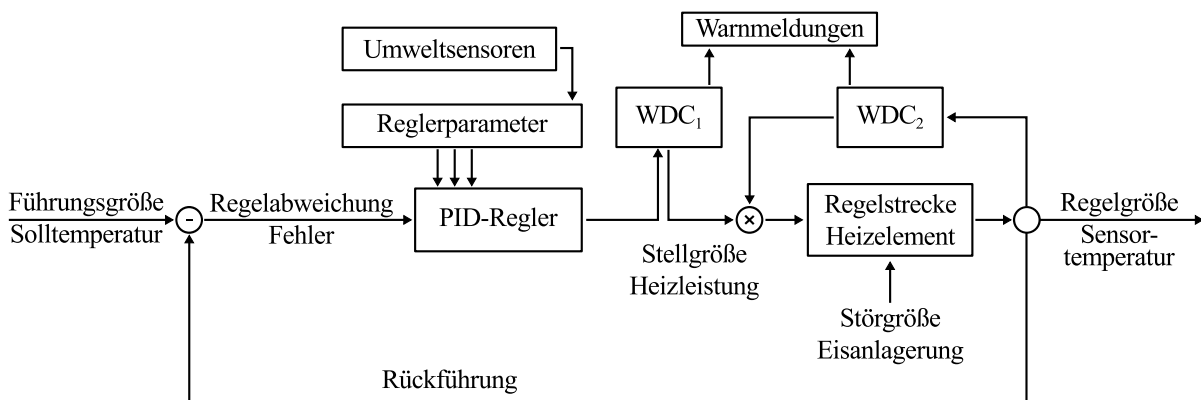 Warnmeldungen
Umweltsensoren
Reglerparameter
WDC₁
WDC₂
Führungsgröße
Solltemperatur
-
Regelabweichung
Fehler
PID-Regler
Stellgröße
Heizleistung
×
Regelstrecke
Heizelement
Regelgröße
Sensor-
temperatur
Störgröße
Eisanlagerung
Rückführung